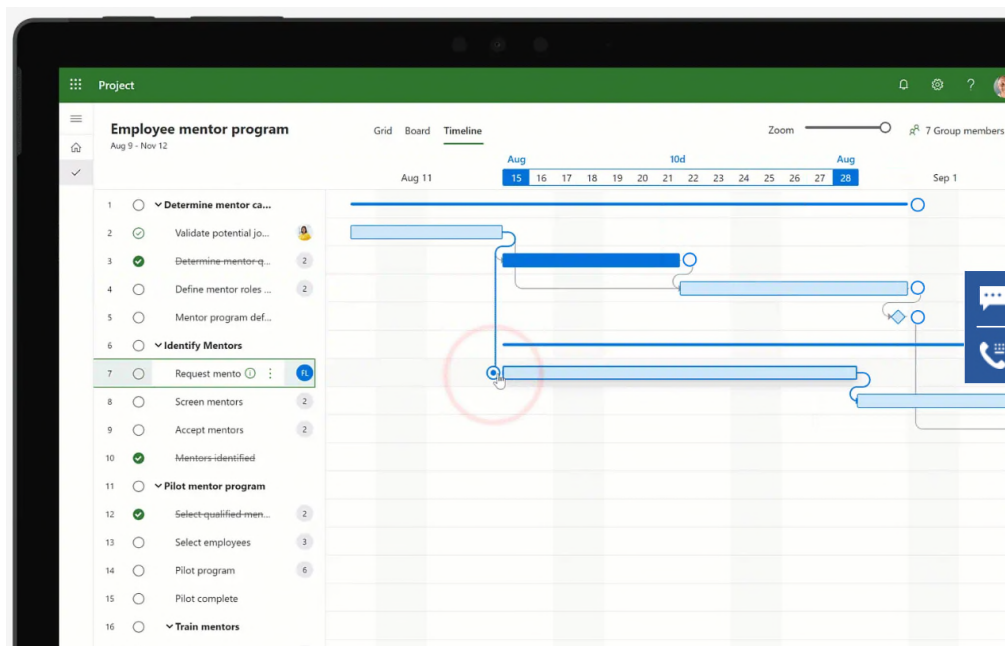 Project
Employee mentor program
Aug 9 - Nov 12
Grid Board Timeline
Zoom
7 Group members
Aug 10d Aug
Aug 11 15 16 17 18 19 20 21 22 23 24 25 26 27 28 Sep 1
1 Determine mentor ca...
2 Validate potential jo...
3 Determine mentor q... 2
4 Define mentor roles ... 2
5 Mentor program def...
6 Identify Mentors
7 Request mento FL
8 Screen mentors 2
9 Accept mentors 2
10 Mentors identified
11 Pilot mentor program
12 Select qualified men... 2
13 Select employees 3
14 Pilot program 6
15 Pilot complete
16 Train mentors